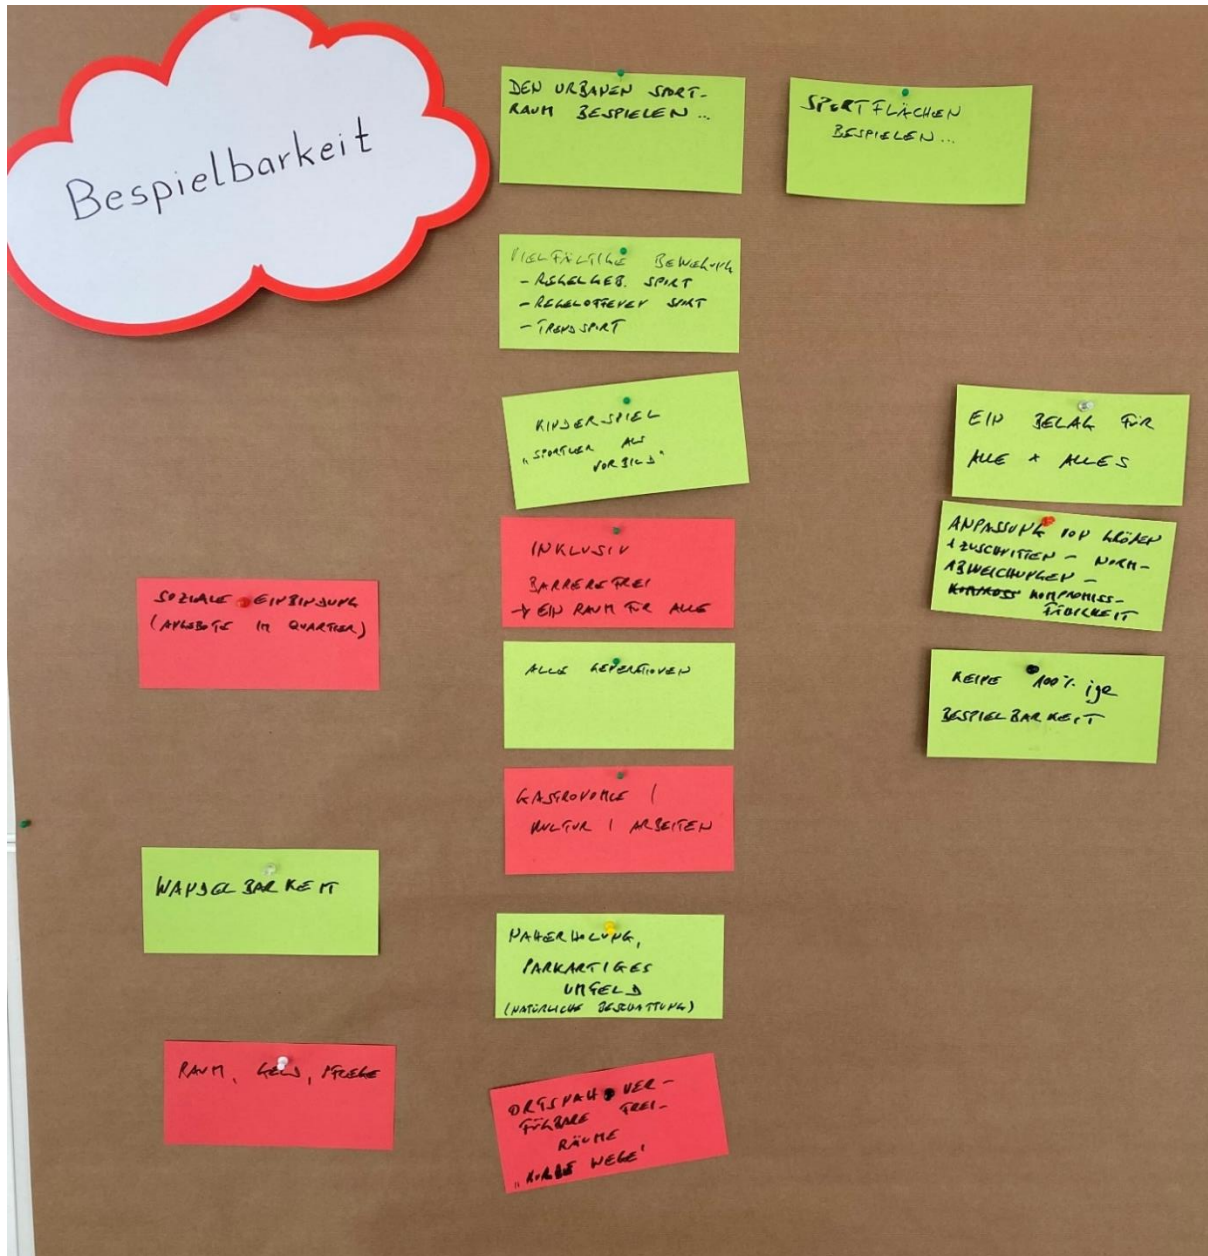 Bespielbarkeit
DEN URBANEN SPORT-
RAUM BESPIELEN ...
SPORTFLÄCHEN
BESPIELEN ...
VIELFÄLTIGE BEWEGUNG
- REGELGEB. SPORT
- REGELOFFENER SPORT
- TRENDSPORT
KINDERSPIEL
„SPORTLER ALS
VORBILD"
INKLUSIV
BARRIEREFREI
→ EIN RAUM FÜR ALLE
ALLE GENERATIONEN
GASTRONOMIE /
KULTUR / ARBEITEN
NAHERHOLUNG,
PARKARTIGES
UMFELD
(NATÜRLICHE BESCHATTUNG)
ORTSNAH VER-
FÜGBARE FREI-
RÄUME
„KURZE WEGE"
SOZIALE EINBINDUNG
(ANGEBOTE IM QUARTIER)
WANDELBARKEIT
RAUM, GELD, PFLEGE
EIN BELAG FÜR
ALLE + ALLES
ANPASSUNG VON GRÖßEN
+ ZUSCHNITTEN - NORM-
ABWEICHUNGEN -
KOMPROMISS-
FÄHIGKEIT
KEINE 100% ige
BESPIELBARKEIT